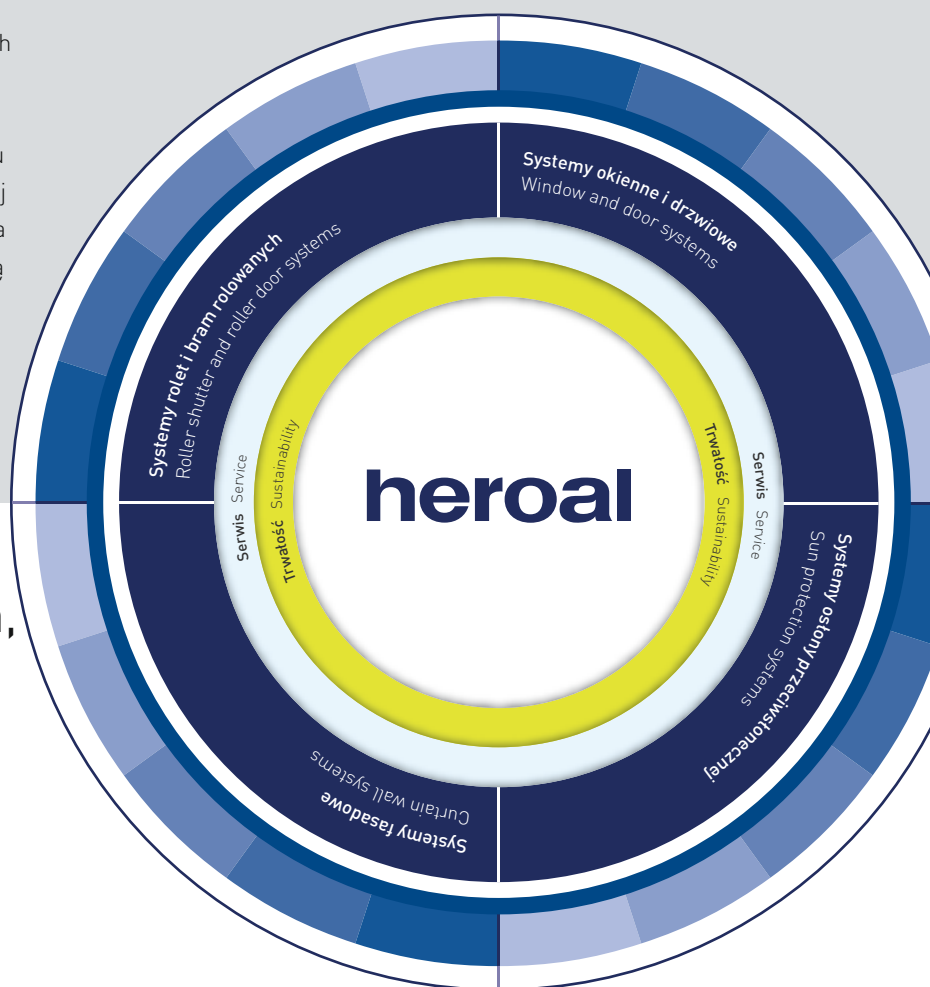 h
u
j
a
ę
,
Systemy okienne i drzwiowe
Window and door systems
Systemy rolet i bram rolowanych
Roller shutter and roller door systems
Serwis Service
Trwałość Sustainability
heroal
Trwałość Sustainability
Serwis Service
Systemy osłony przeciwsłonecznej
Sun protection systems
Curtain wall systems
Systemy fasadowe